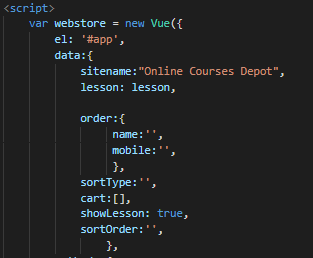 <script>
var webstore = new Vue({
el: '#app',
data:{
sitename:"Online Courses Depot",
lesson: lesson,
order:{
name:'',
mobile:'',
},
sortType:'',
cart:[],
showLesson: true,
sortOrder:'',
},